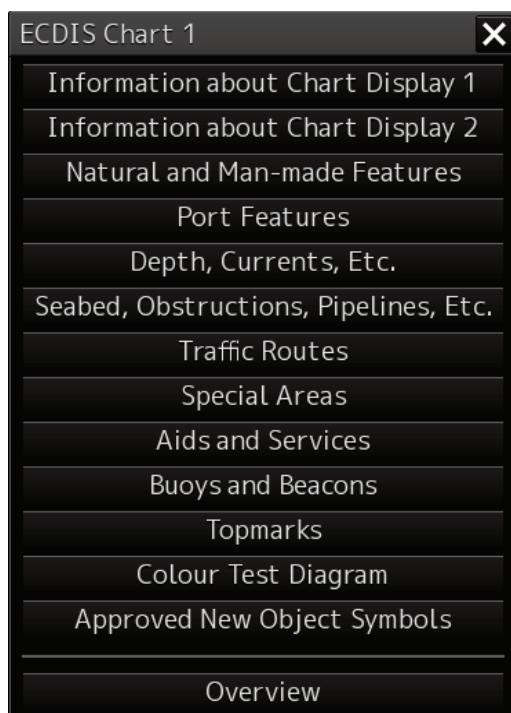 ECDIS Chart 1
Information about Chart Display 1
Information about Chart Display 2
Natural and Man-made Features
Port Features
Depth, Currents, Etc.
Seabed, Obstructions, Pipelines, Etc.
Traffic Routes
Special Areas
Aids and Services
Buoys and Beacons
Topmarks
Colour Test Diagram
Approved New Object Symbols
Overview